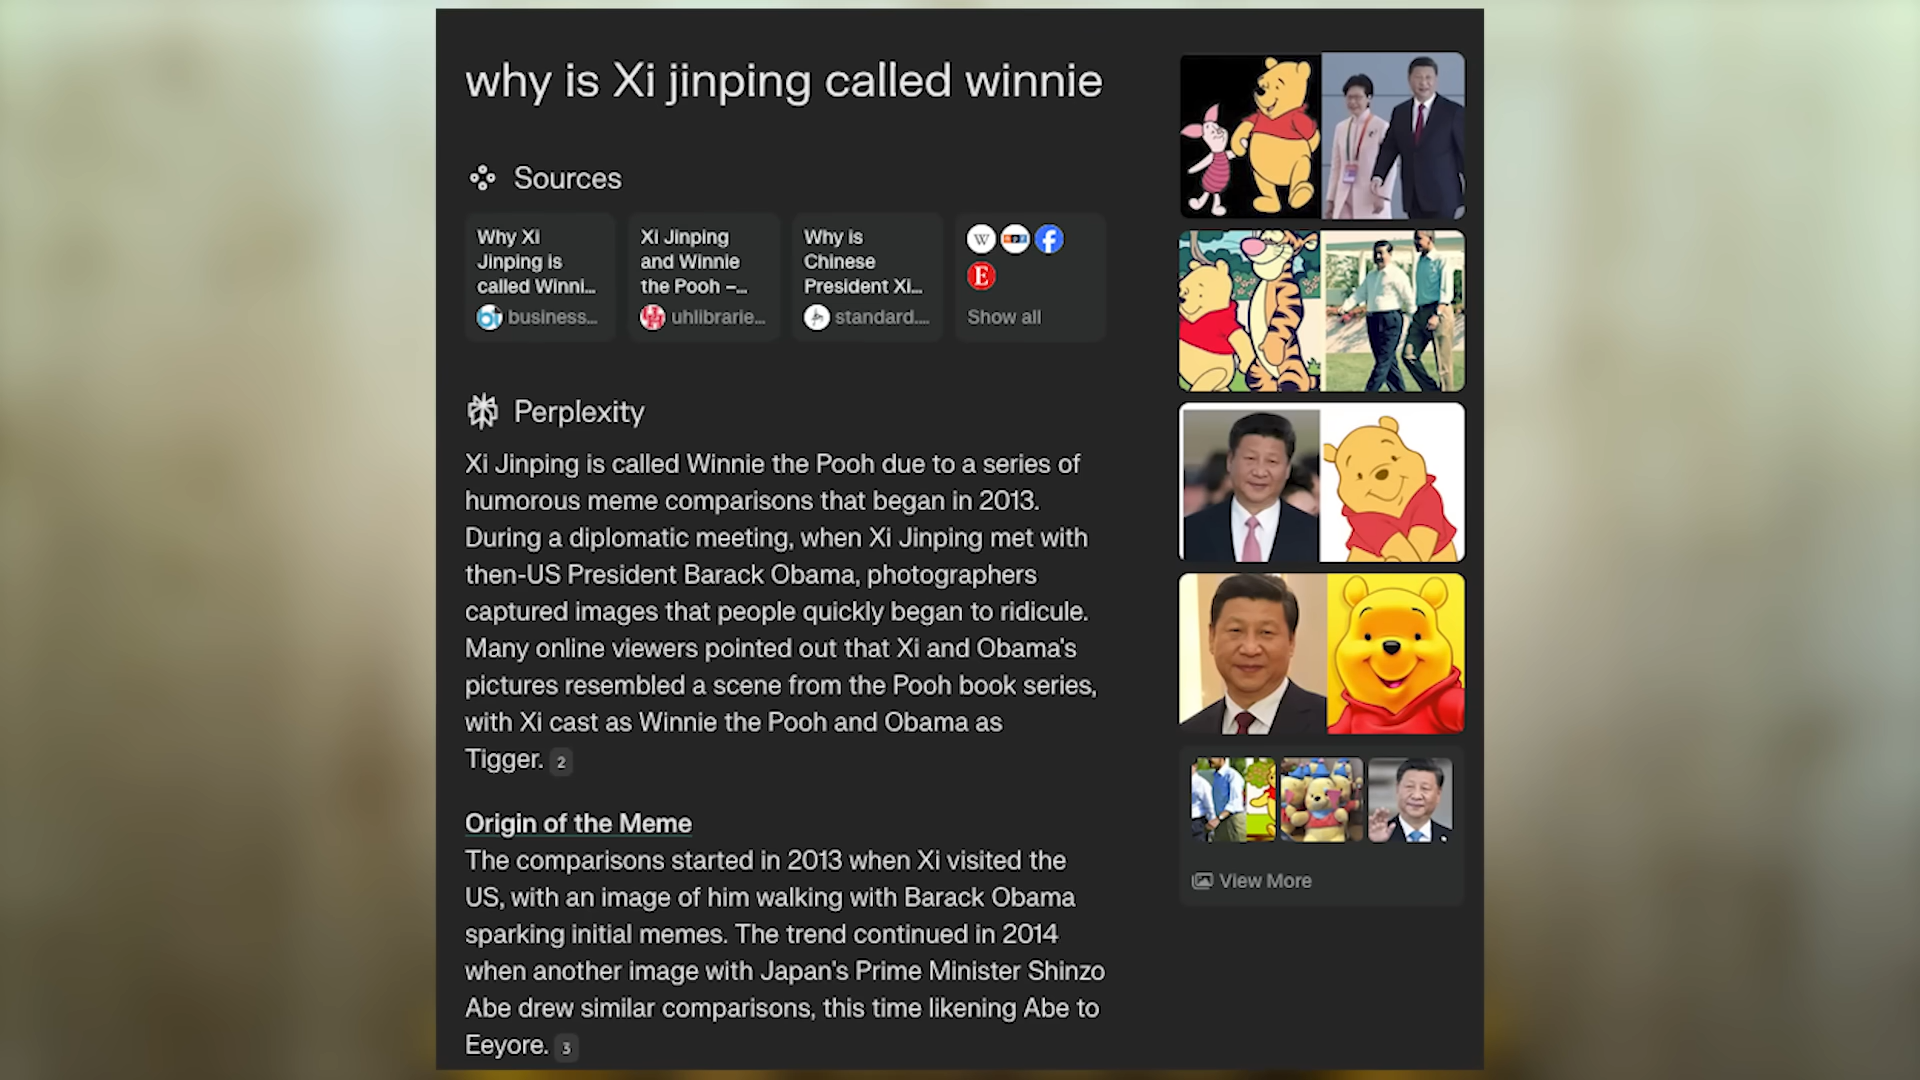 why is Xi jinping called winnie
Sources
Why Xi
Jinping is
called Winni...
business...
Xi Jinping
and Winnie
the Pooh –...
uhlibrarie...
Why is
Chinese
President Xi...
standard....
W
npr
f
E
Show all
Perplexity
Xi Jinping is called Winnie the Pooh due to a series of
humorous meme comparisons that began in 2013.
During a diplomatic meeting, when Xi Jinping met with
then-US President Barack Obama, photographers
captured images that people quickly began to ridicule.
Many online viewers pointed out that Xi and Obama's
pictures resembled a scene from the Pooh book series,
with Xi cast as Winnie the Pooh and Obama as
Tigger. 2
Origin of the Meme
The comparisons started in 2013 when Xi visited the
US, with an image of him walking with Barack Obama
sparking initial memes. The trend continued in 2014
when another image with Japan's Prime Minister Shinzo
Abe drew similar comparisons, this time likening Abe to
Eeyore. 3
View More